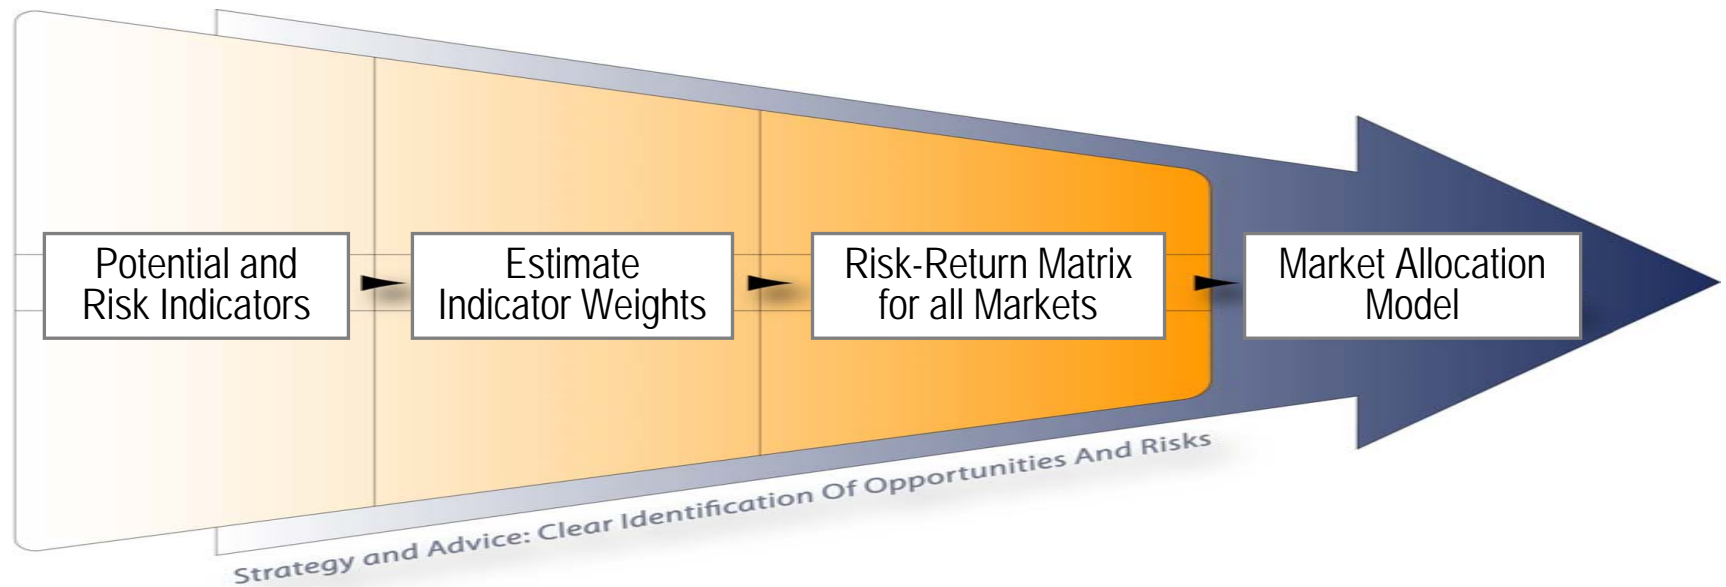 Potential and
Risk Indicators
Estimate
Indicator Weights
Risk-Return Matrix
for all Markets
Market Allocation
Model
Strategy and Advice: Clear Identification Of Opportunities And Risks